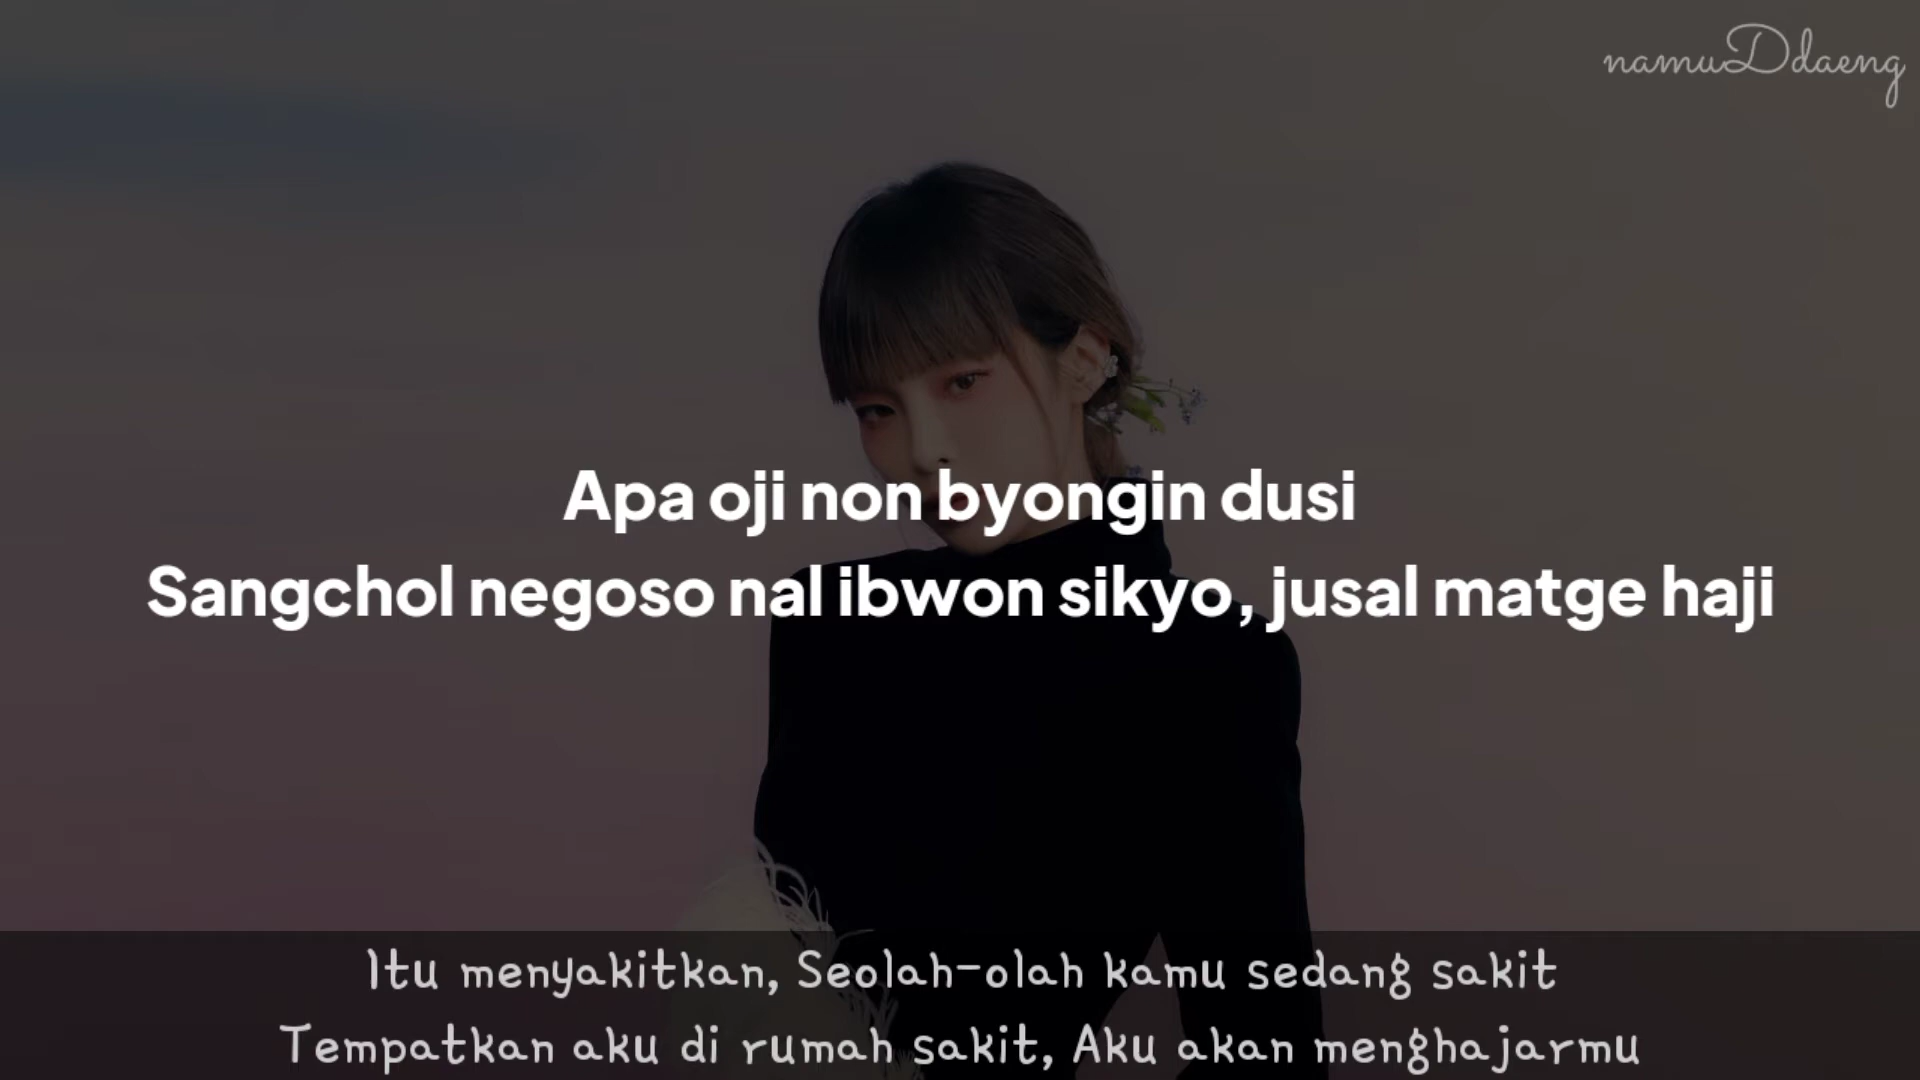 namuDdaeng
Apa oji non byongin dusi
Sangchol negoso nal ibwon sikyo, jusal matge haji
Itu menyakitkan, Seolah-olah kamu sedang sakit
Tempatkan aku di rumah sakit, Aku akan menghajarmu